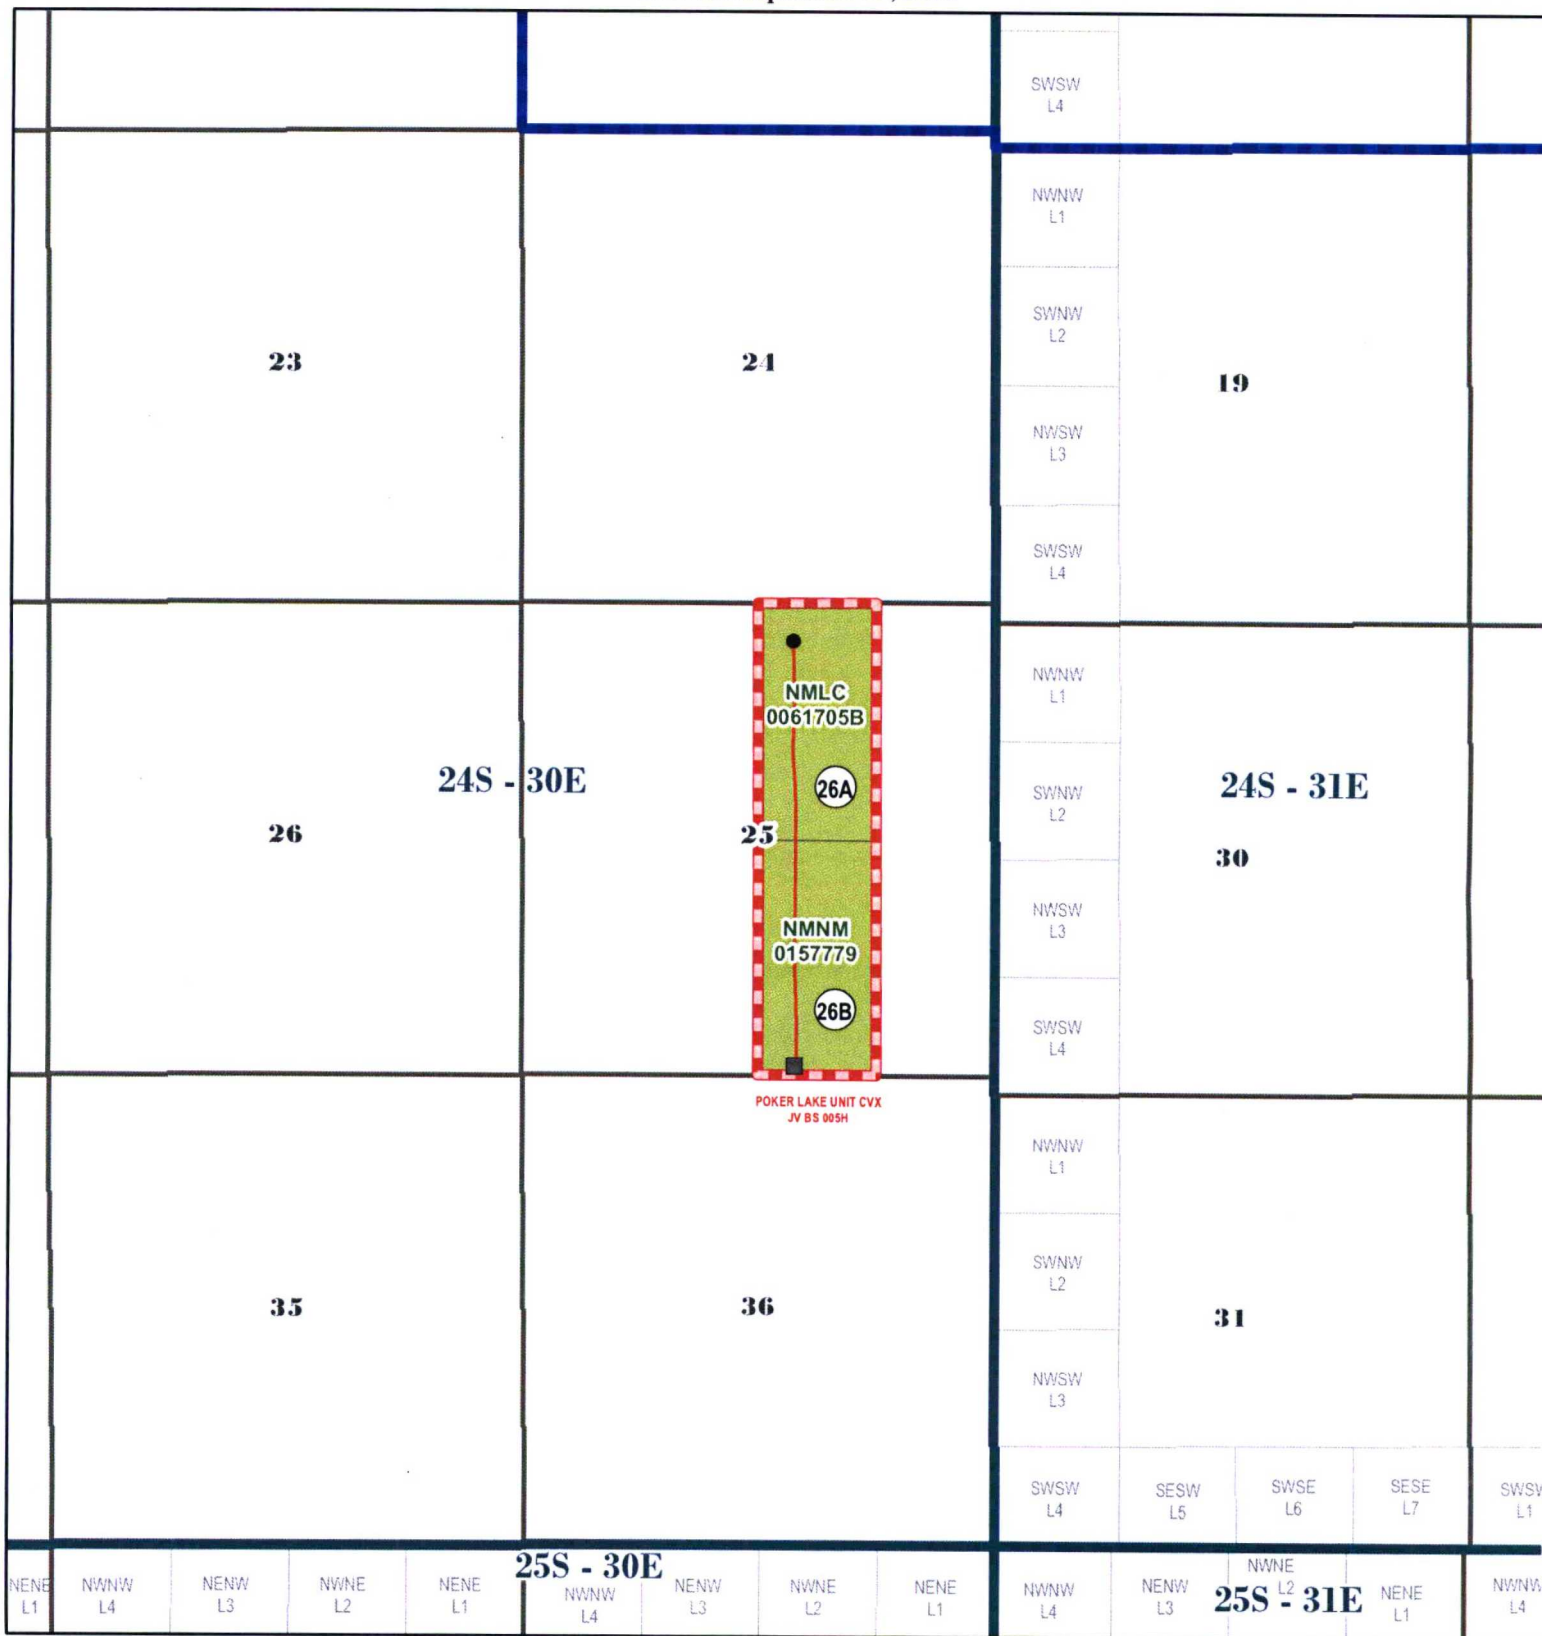 SWSW
L4
NWNW
L1
SWNW
L2
23
24
19
NWSW
L3
SWSW
L4
NMLC
0061705B
NWNW
L1
26A
24S - 30E
24S - 31E
SWNW
L2
26
25
30
NWSW
L3
NMNM
0157779
26B
SWSW
L4
POKER LAKE UNIT CVX
JV BS 005H
NWNW
L1
SWNW
L2
35
36
31
NWSW
L3
SWSW
L4
SESW
L5
SWSE
L6
SESE
L7
SWSW
L1
25S - 30E
25S - 31E
NENE
L1
NWNW
L4
NENW
L3
NWNE
L2
NENE
L1
NWNW
L4
NENW
L3
NWNE
L2
NENE
L1
NWNW
L4
NENW
L3
NWNE
L2
NENE
L1
NWNW
L4